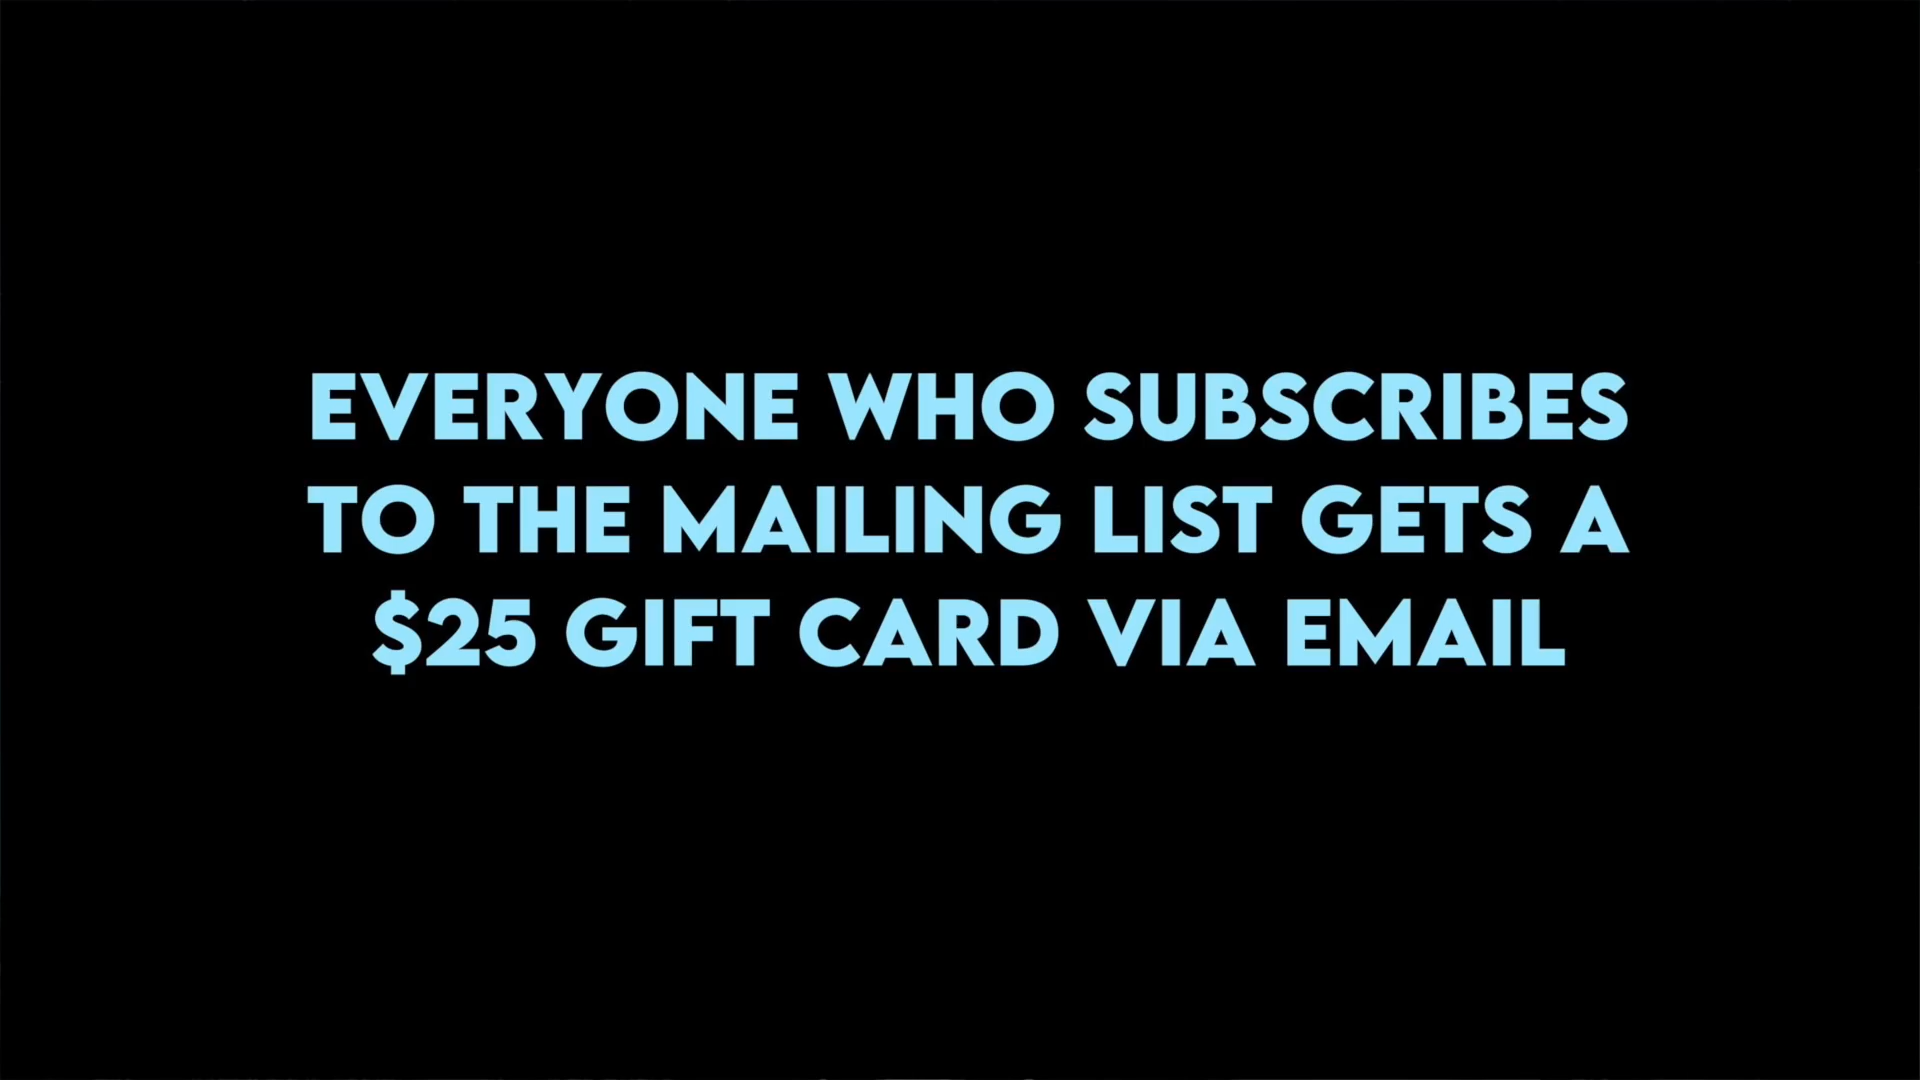 EVERYONE WHO SUBSCRIBES
TO THE MAILING LIST GETS A
$25 GIFT CARD VIA EMAIL